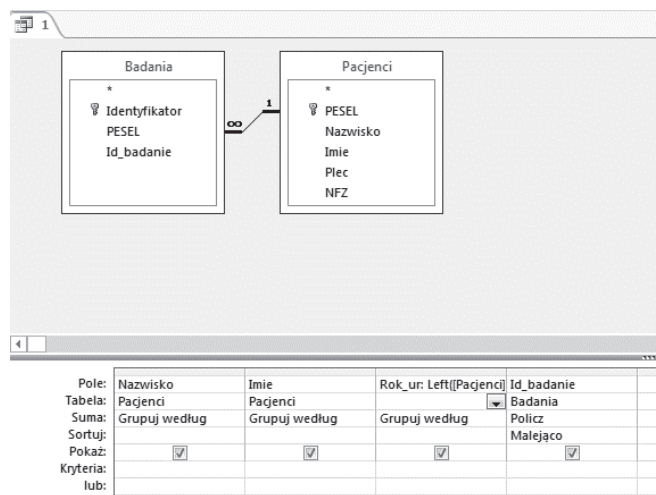 1
Badania
*
Identyfikator
PESEL
Id_badanie
∞
1
Pacjenci
*
PESEL
Nazwisko
Imie
Plec
NFZ
Pole: Nazwisko Imie Rok_ur: Left([Pacjenci] Id_badanie
Tabela: Pacjenci Pacjenci Badania
Suma: Grupuj według Grupuj według Grupuj według Policz
Sortuj: Malejąco
Pokaż:
Kryteria:
lub: